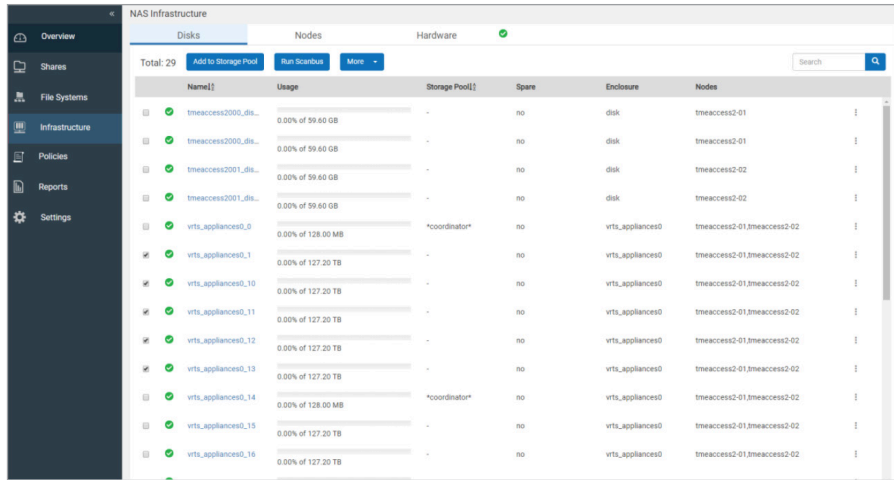 «
NAS Infrastructure
Overview
Shares
File Systems
Infrastructure
Policies
Reports
Settings
Disks Nodes Hardware
Total: 29 Add to Storage Pool Run Scanbus More Search
Name Usage Storage Pool Spare Enclosure Nodes
tmeaccess2000_dis... 0.00% of 59.60 GB - no disk tmeaccess2-01
tmeaccess2000_dis... 0.00% of 59.60 GB - no disk tmeaccess2-01
tmeaccess2001_dis... 0.00% of 59.60 GB - no disk tmeaccess2-02
tmeaccess2001_dis... 0.00% of 59.60 GB - no disk tmeaccess2-02
vrts_appliances0_0 0.00% of 128.00 MB *coordinator* no vrts_appliances0 tmeaccess2-01,tmeaccess2-02
vrts_appliances0_1 0.00% of 127.20 TB - no vrts_appliances0 tmeaccess2-01,tmeaccess2-02
vrts_appliances0_10 0.00% of 127.20 TB - no vrts_appliances0 tmeaccess2-01,tmeaccess2-02
vrts_appliances0_11 0.00% of 127.20 TB - no vrts_appliances0 tmeaccess2-01,tmeaccess2-02
vrts_appliances0_12 0.00% of 127.20 TB - no vrts_appliances0 tmeaccess2-01,tmeaccess2-02
vrts_appliances0_13 0.00% of 127.20 TB - no vrts_appliances0 tmeaccess2-01,tmeaccess2-02
vrts_appliances0_14 0.00% of 128.00 MB *coordinator* no vrts_appliances0 tmeaccess2-01,tmeaccess2-02
vrts_appliances0_15 0.00% of 127.20 TB - no vrts_appliances0 tmeaccess2-01,tmeaccess2-02
vrts_appliances0_16 0.00% of 127.20 TB - no vrts_appliances0 tmeaccess2-01,tmeaccess2-02